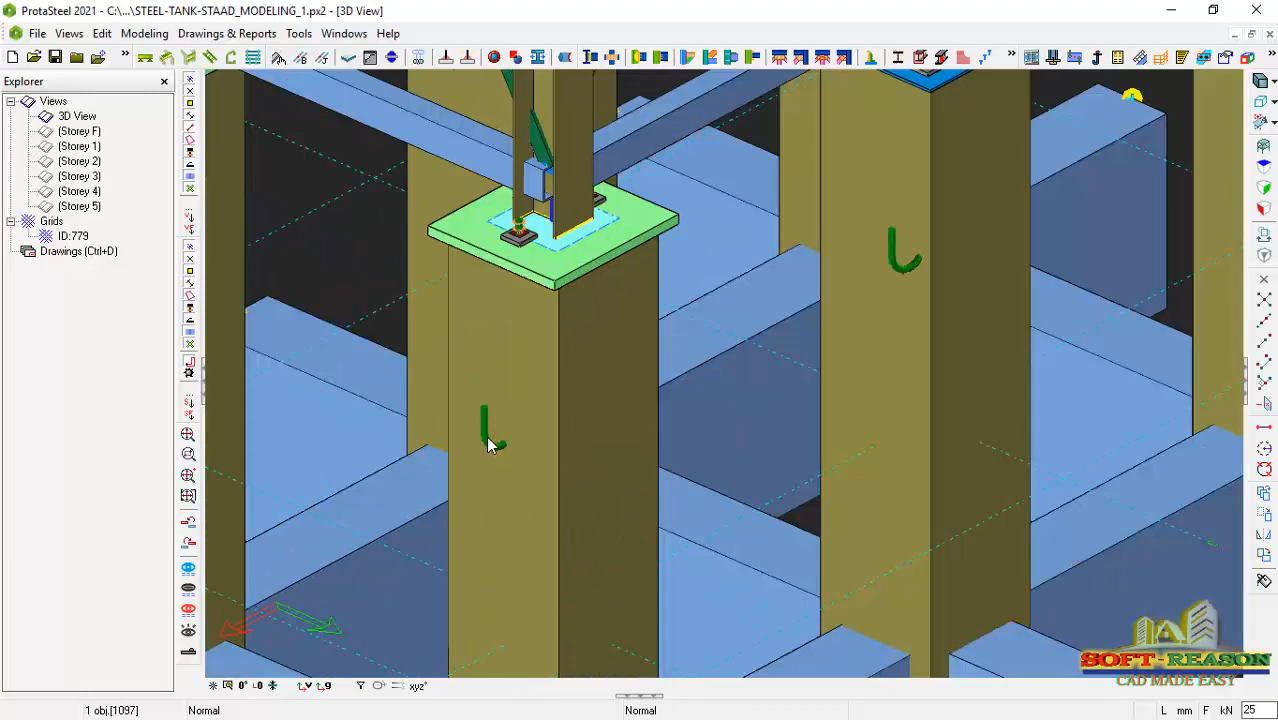 ProtaSteel 2021 - C:\...\STEEL-TANK-STAAD_MODELING_1.px2 - [3D View]
File Views Edit Modeling Drawings & Reports Tools Windows Help
Explorer
Views
3D View
(Storey F)
(Storey 1)
(Storey 2)
(Storey 3)
(Storey 4)
(Storey 5)
Grids
ID:779
Drawings (Ctrl+D)
SOFT-REASON
CAD MADE EASY
1 obj [1097] Normal Normal L mm F kN 25